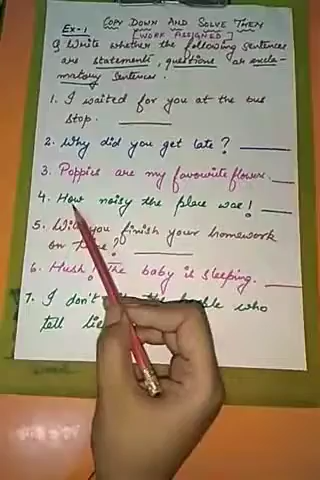 COPY DOWN AND SOLVE THEM
Ex-1 [WORK ASSIGNED]
Q Write whether the following sentences
are statements, questions or excla-
matory sentences.
1. I waited for you at the bus
stop.
2. Why did you get late?
3. Poppies are my favourite flowers.
4. How noisy the place was!
5. Will you finish your homework
on time?
6. Hush! The baby is sleeping.
7. I don't who
tell